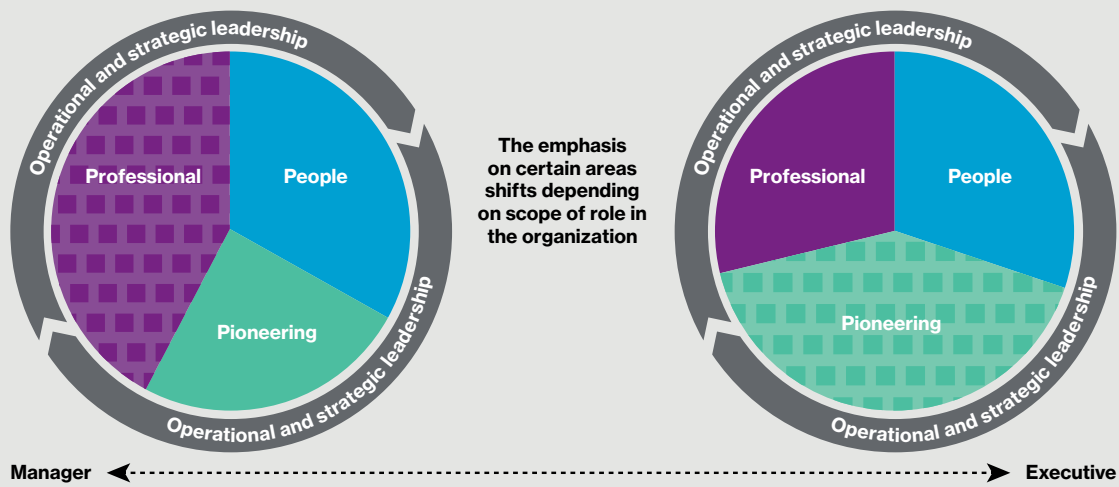 Operational and strategic leadership
Professional
People
Pioneering
Operational and strategic leadership
The emphasis
on certain areas
shifts depending
on scope of role in
the organization
Operational and strategic leadership
Professional
People
Pioneering
Operational and strategic leadership
Manager
Executive